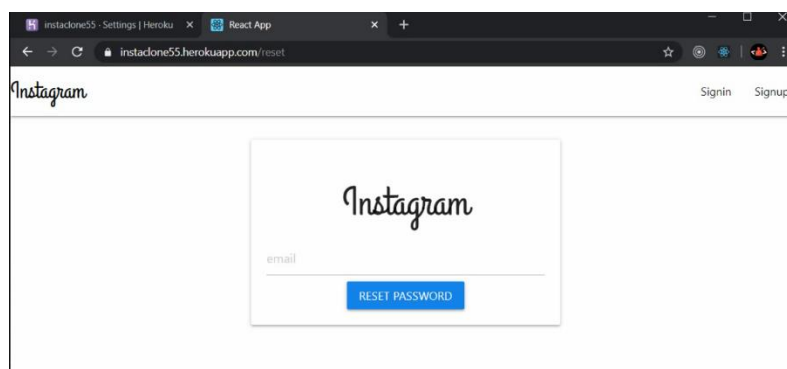 instaclone55 - Settings | Heroku
React App
instaclone55.herokuapp.com/reset
Instagram
Signin
Signup
Instagram
email
RESET PASSWORD